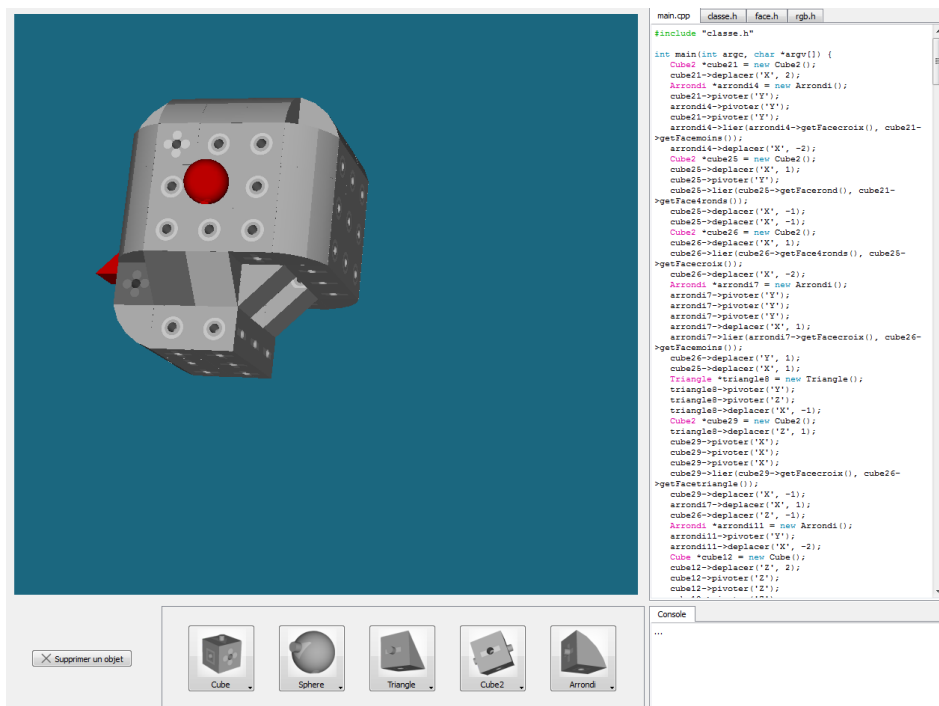 main.cpp classe.h face.h rgb.h
#include "classe.h"
int main(int argc, char *argv[]) {
Cube2 *cube21 = new Cube2();
cube21->deplacer('X', 2);
Arrondi *arrondi4 = new Arrondi();
cube21->pivoter('Y');
arrondi4->pivoter('Y');
cube21->pivoter('Y');
arrondi4->lier(arrondi4->getFacecroix(), cube21-
>getFacemoins());
arrondi4->deplacer('X', -2);
Cube2 *cube25 = new Cube2();
cube25->deplacer('X', 1);
cube25->pivoter('Y');
cube25->lier(cube25->getFacerond(), cube21-
>getFace4ronds());
cube25->deplacer('X', -1);
cube25->deplacer('X', -1);
Cube2 *cube26 = new Cube2();
cube26->deplacer('X', 1);
cube26->lier(cube26->getFace4ronds(), cube25-
>getFacecroix());
cube26->deplacer('X', -2);
Arrondi *arrondi7 = new Arrondi();
arrondi7->pivoter('Y');
arrondi7->pivoter('Y');
arrondi7->pivoter('Y');
arrondi7->deplacer('X', 1);
arrondi7->lier(arrondi7->getFacecroix(), cube26-
>getFacemoins());
cube26->deplacer('Y', 1);
cube25->deplacer('X', 1);
Triangle *triangle8 = new Triangle();
triangle8->pivoter('Y');
triangle8->pivoter('Z');
triangle8->deplacer('X', -1);
Cube2 *cube29 = new Cube2();
triangle8->deplacer('Z', 1);
cube29->pivoter('X');
cube29->pivoter('X');
cube29->pivoter('X');
cube29->lier(cube29->getFacecroix(), cube26-
>getFacetriangle());
cube29->deplacer('X', -1);
arrondi7->deplacer('X', 1);
cube26->deplacer('Z', -1);
Arrondi *arrondi11 = new Arrondi();
arrondi11->pivoter('Y');
arrondi11->deplacer('X', -2);
Cube *cube12 = new Cube();
cube12->deplacer('Z', 2);
cube12->pivoter('Z');
cube12->pivoter('Z');
Console
...
Supprimer un objet
Cube Sphere Triangle Cube2 Arrondi